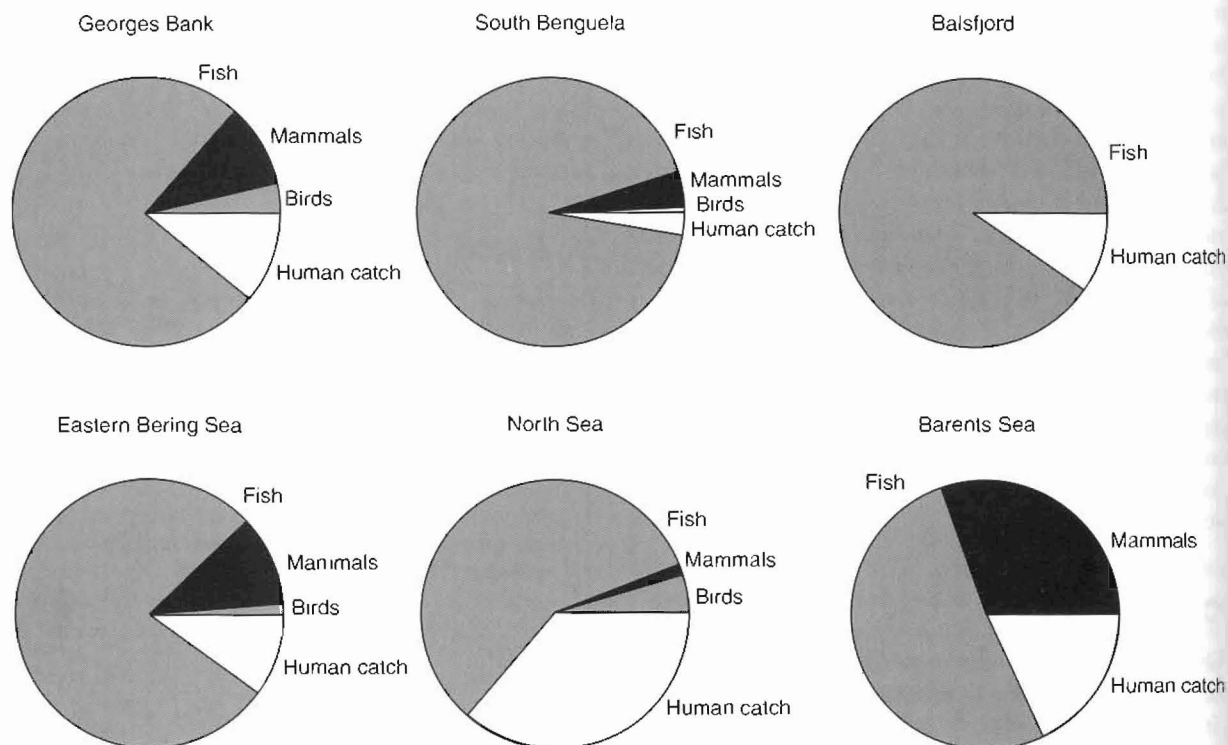 Georges Bank
South Benguela
Balsfjord
Fish
Mammals
Birds
Human catch
Fish
Mammals
Birds
Human catch
Fish
Human catch
Eastern Bering Sea
North Sea
Barents Sea
Fish
Mammals
Birds
Human catch
Fish
Mammals
Birds
Human catch
Fish
Mammals
Human catch